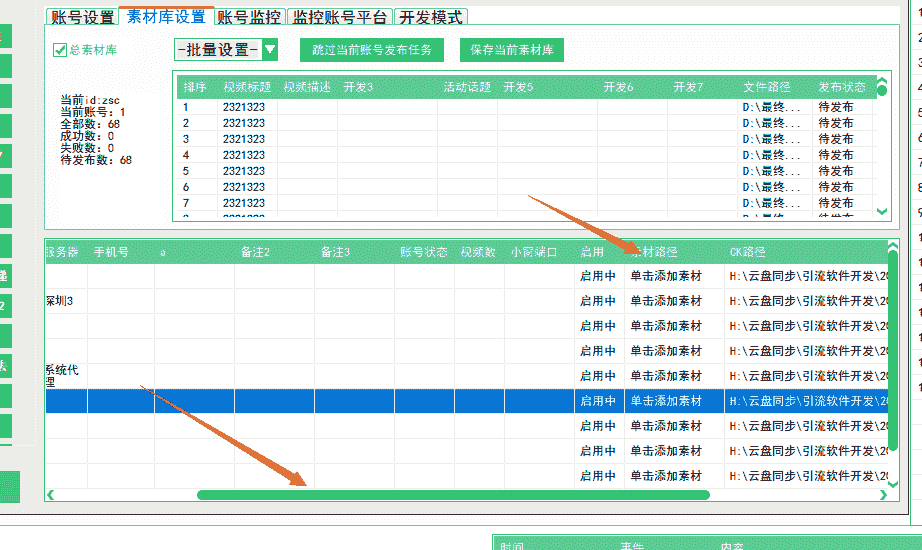 账号设置 素材库设置 账号监控 监控账号平台 开发模式
总素材库 -批量设置- 跳过当前账号发布任务 保存当前素材库
当前id:zsc
当前账号：1
全部数：68
成功数：0
失败数：0
待发布数：68
排序 视频标题 视频描述 开发3 活动话题 开发5 开发6 开发7 文件路径 发布状态
1 2321323 D:\最终... 待发布
2 2321323 D:\最终... 待发布
3 2321323 D:\最终... 待发布
4 2321323 D:\最终... 待发布
5 2321323 D:\最终... 待发布
6 2321323 D:\最终... 待发布
7 2321323 D:\最终... 待发布
服务器 手机号 a 备注2 备注3 账号状态 视频数 小窗端口 启用 素材路径 CK路径
启用中 单击添加素材 H:\云盘同步\引流软件开发\20
深圳3 启用中 单击添加素材 H:\云盘同步\引流软件开发\20
启用中 单击添加素材 H:\云盘同步\引流软件开发\20
启用中 单击添加素材 H:\云盘同步\引流软件开发\20
系统代理 启用中 单击添加素材 H:\云盘同步\引流软件开发\20
启用中 单击添加素材 H:\云盘同步\引流软件开发\20
启用中 单击添加素材 H:\云盘同步\引流软件开发\20
启用中 单击添加素材 H:\云盘同步\引流软件开发\20
启用中 单击添加素材 H:\云盘同步\引流软件开发\20
时间 事件 内容